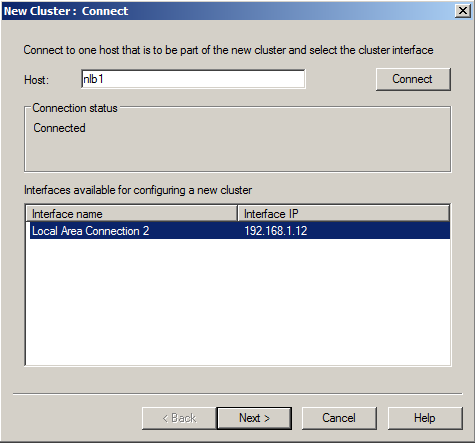 New Cluster : Connect
Connect to one host that is to be part of the new cluster and select the cluster interface
Host: nlb1 Connect
Connection status
Connected
Interfaces available for configuring a new cluster
Interface name Interface IP
Local Area Connection 2 192.168.1.12
< Back Next > Cancel Help